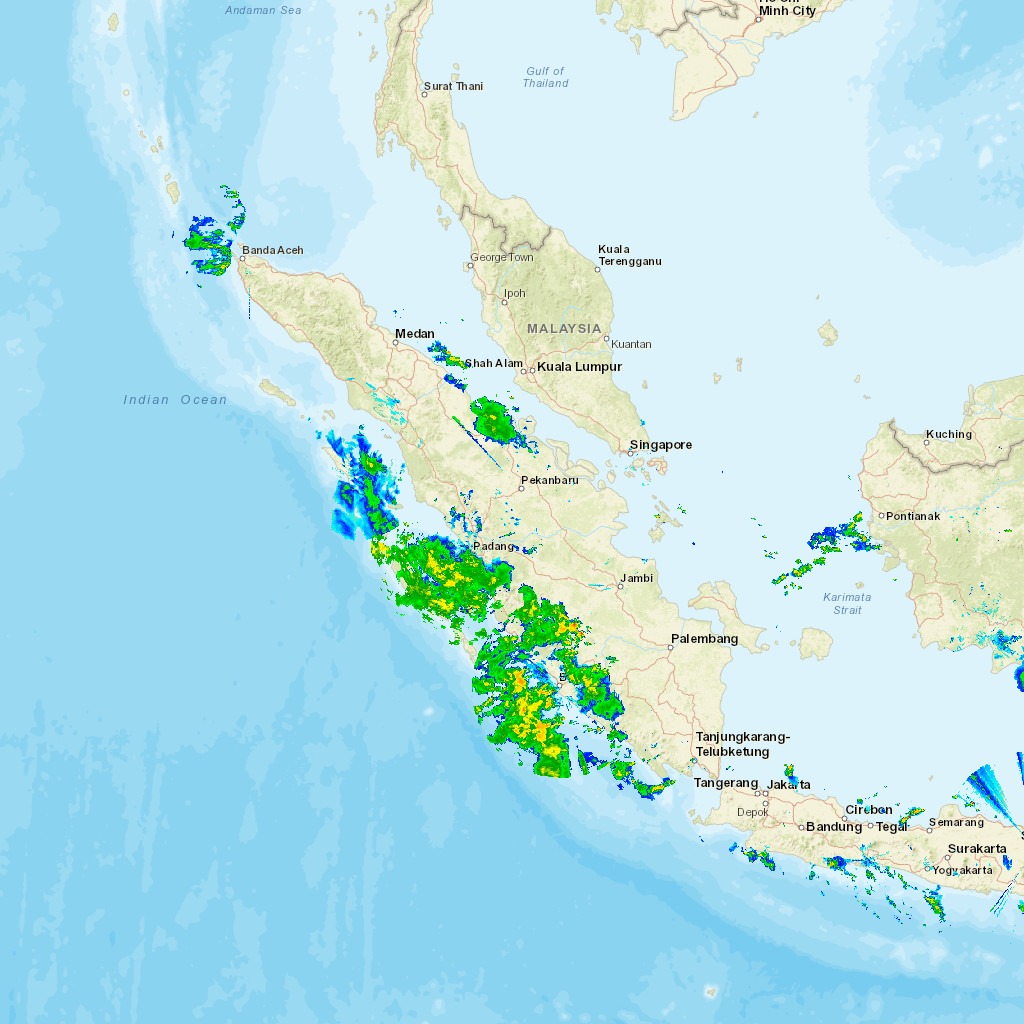 Andaman Sea
Minh City
Gulf of
Thailand
Surat Thani
Banda Aceh
George Town
Kuala
Terengganu
Ipoh
MALAYSIA
Medan
Kuantan
Shah Alam
Kuala Lumpur
Indian Ocean
Singapore
Kuching
Pekanbaru
Pontianak
Padang
Jambi
Karimata
Strait
Palembang
Tanjungkarang-
Telubketung
Tangerang
Jakarta
Depok
Cirebon
Bandung
Tegal
Semarang
Surakarta
Yogyakarta